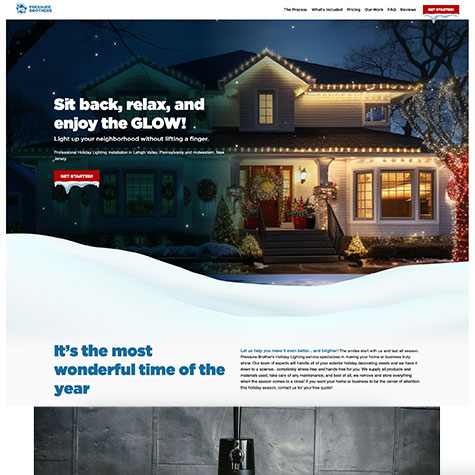 PRESSURE
BROTHERS
The Process What's Included Pricing Our Work FAQ Reviews GET STARTED!
Sit back, relax, and
enjoy the GLOW!
Light up your neighborhood without lifting a finger.
Professional Holiday Lighting Installation in Lehigh Valley, Pennsylvania and Midwestern, New
Jersey
GET STARTED!
It's the most
wonderful time of the
year
Let us help you make it even better... and brighter! The smiles start with us and last all season.
Pressure Brother's Holiday Lighting service specializes in making your home or business truly
shine. Our team of experts will handle all of your exterior holiday decorating needs and we have it
down to a science... completely stress-free and hands free for you. We supply all products and
materials used, take care of any maintenance, and best of all, we remove and store everything
when the season comes to a close! If you want your home or business to be the center of attention
this holiday season, contact us for your free quote!